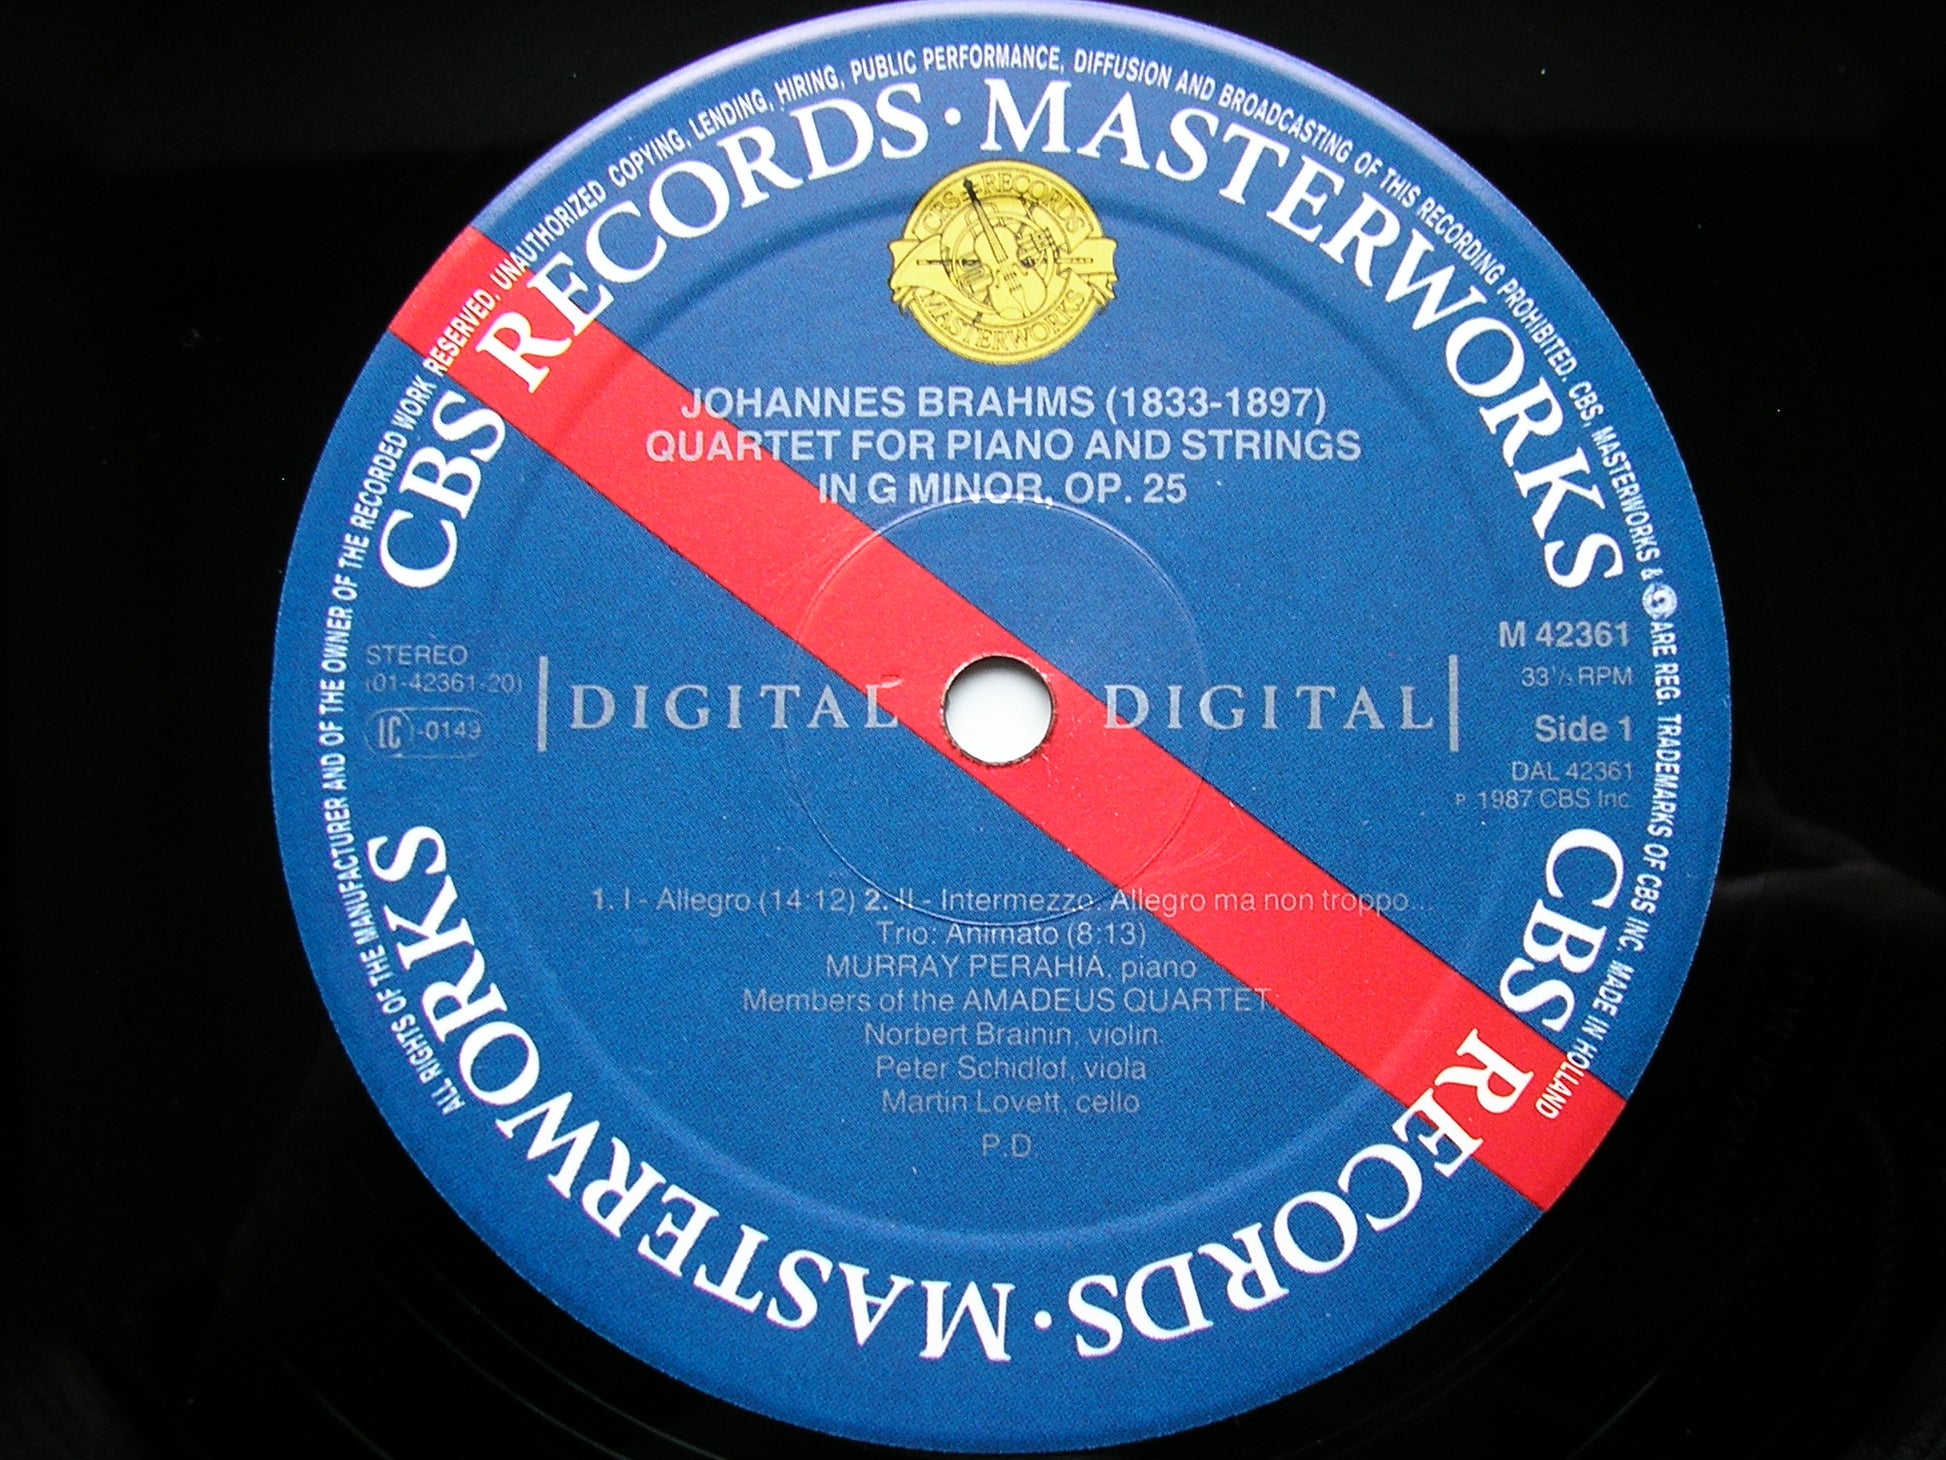 ALL RIGHTS OF THE MANUFACTURER AND OF THE OWNER OF THE RECORDED WORK RESERVED. UNAUTHORIZED COPYING, LENDING, HIRING, PUBLIC PERFORMANCE, DIFFUSION AND BROADCASTING OF THIS RECORDING PROHIBITED. CBS, MASTERWORKS & ARE REG. TRADEMARKS OF CBS INC. MADE IN HOLLAND
CBS RECORDS · MASTERWORKS
CBS RECORDS
MASTERWORKS
JOHANNES BRAHMS (1833-1897)
QUARTET FOR PIANO AND STRINGS
IN G MINOR, OP. 25
STEREO
(01-42361-20)
LC-0149
DIGITAL DIGITAL
M 42361
33 1/3 RPM
Side 1
DAL 42361
P 1987 CBS Inc
1. I - Allegro (14:12) 2. II - Intermezzo: Allegro ma non troppo...
Trio: Animato (8:13)
MURRAY PERAHIA, piano
Members of the AMADEUS QUARTET:
Norbert Brainin, violin.
Peter Schidlof, viola
Martin Lovett, cello
P.D.
CBS RECORDS · MASTERWORKS